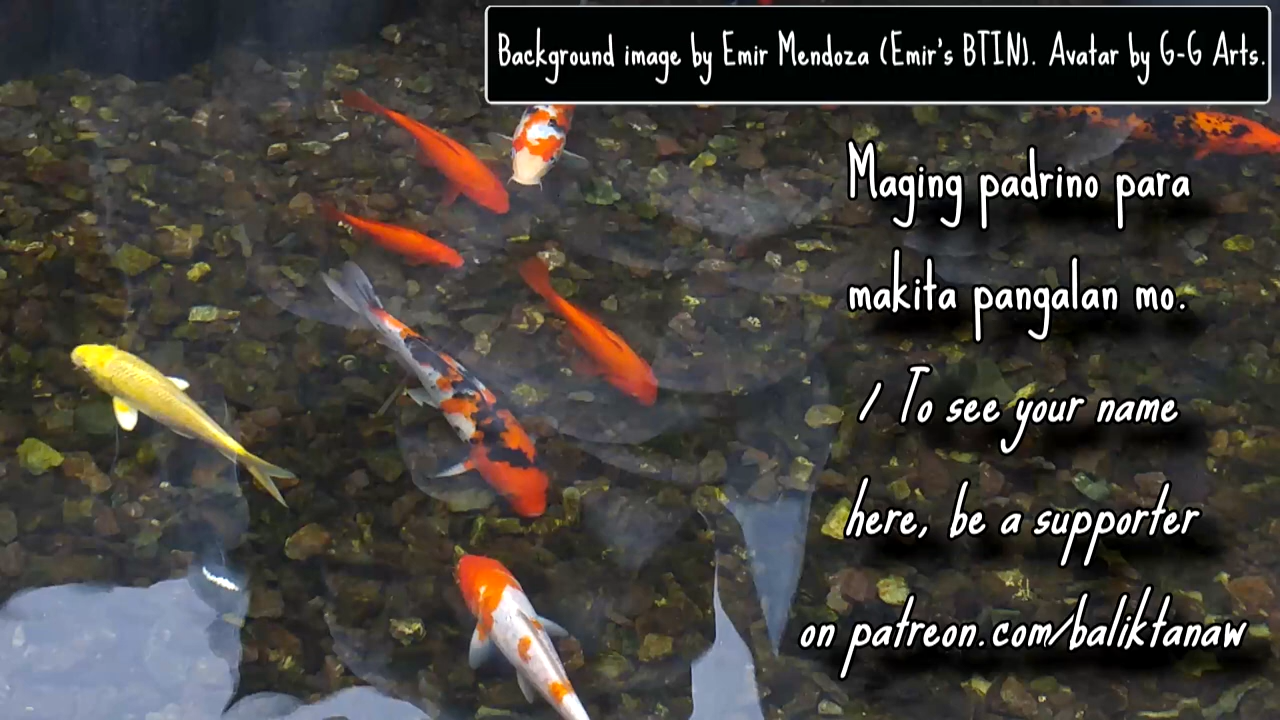 Background image by Emir Mendoza (Emir's BTIN). Avatar by G-G Arts.
Maging padrino para
makita pangalan mo.
/ To see your name
here, be a supporter
on patreon.com/baliktanaw